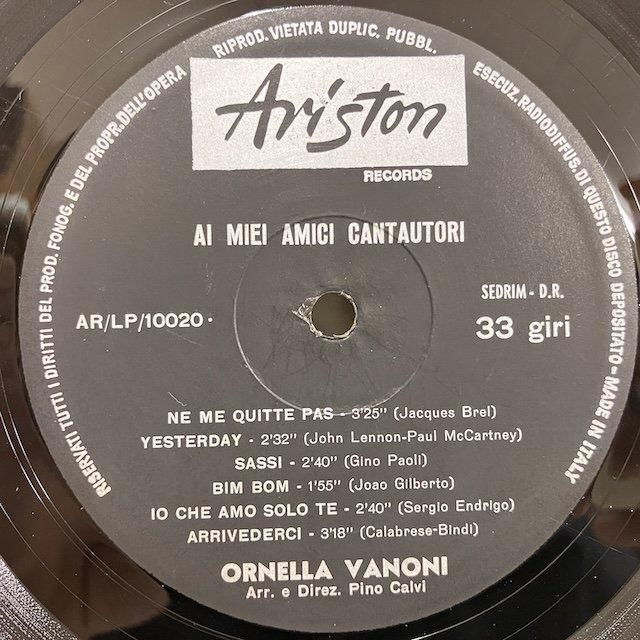 RISERVATI TUTTI I DIRITTI DEL PROD. FONOG. E DEL PROPR. DELL'OPERA
RIPROD. VIETATA DUPLIC. PUBBL.
ESECUZ. RADIODIFFUS. DI QUESTO DISCO DEPOSITATO - MADE IN ITALY
Ariston
RECORDS
AI MIEI AMICI CANTAUTORI
SEDRIM - D.R.
AR/LP/10020·
33 giri
NE ME QUITTE PAS - 3'25" (Jacques Brel)
YESTERDAY - 2'32" (John Lennon-Paul McCartney)
SASSI - 2'40" (Gino Paoli)
BIM BOM - 1'55" (Joao Gilberto)
IO CHE AMO SOLO TE - 2'40" (Sergio Endrigo)
ARRIVEDERCI - 3'18" (Calabrese-Bindi)
ORNELLA VANONI
Arr. e Direz. Pino Calvi